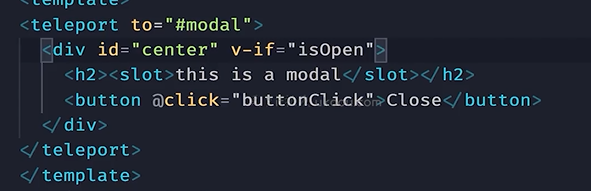 <template>
<teleport to="#modal">
<div id="center" v-if="isOpen">
<h2><slot>this is a modal</slot></h2>
<button @click="buttonClick">Close</button>
</div>
</teleport>
</template>